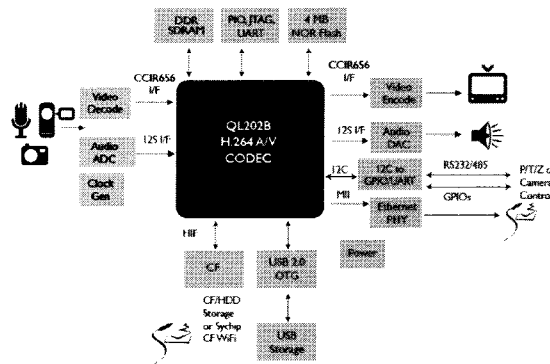 DDR
SDRAM
PIO, JTAG,
UART
4 MB
NOR Flash
CCIR656
I/F
CCIR656
I/F
Video
Decode
Video
Encode
QL202B
H.264 A/V
CODEC
I2S I/F
I2S I/F
Audio
ADC
Audio
DAC
Clock
Gen
I2C
I2C to
GPIO/UART
RS232/485
P/T/Z o
Camera
Control
GPIOs
MII
Ethernet
PHY
HIF
CF
USB 2.0
OTG
Power
CF/HDD
Storage
or Sychip
CF WiFi
USB
Storage